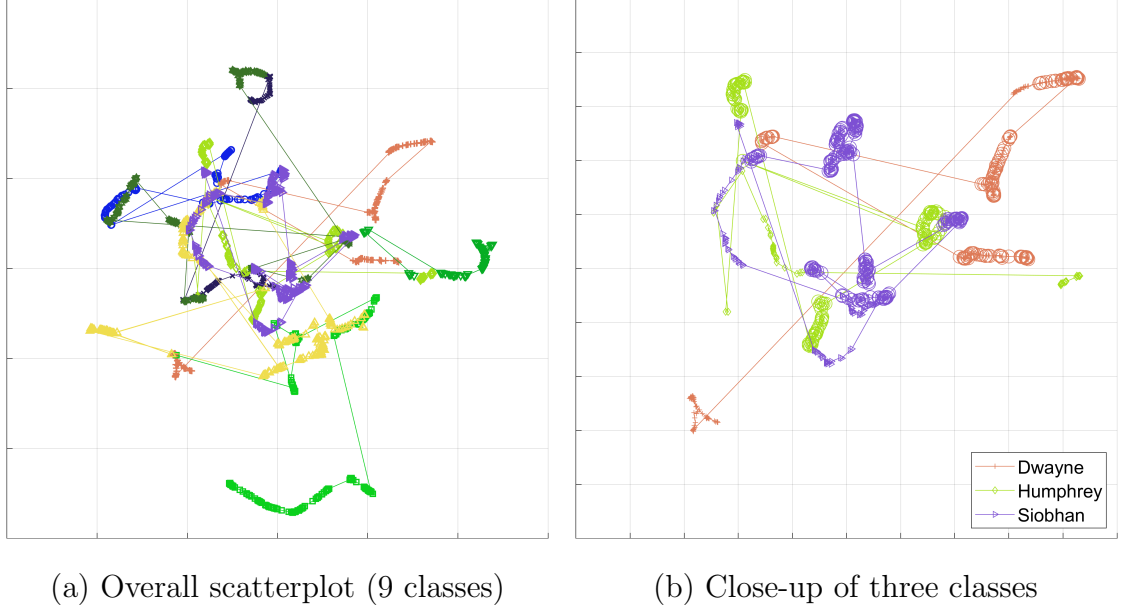 Dwayne
Humphrey
Siobhan
(a) Overall scatterplot (9 classes)
(b) Close-up of three classes